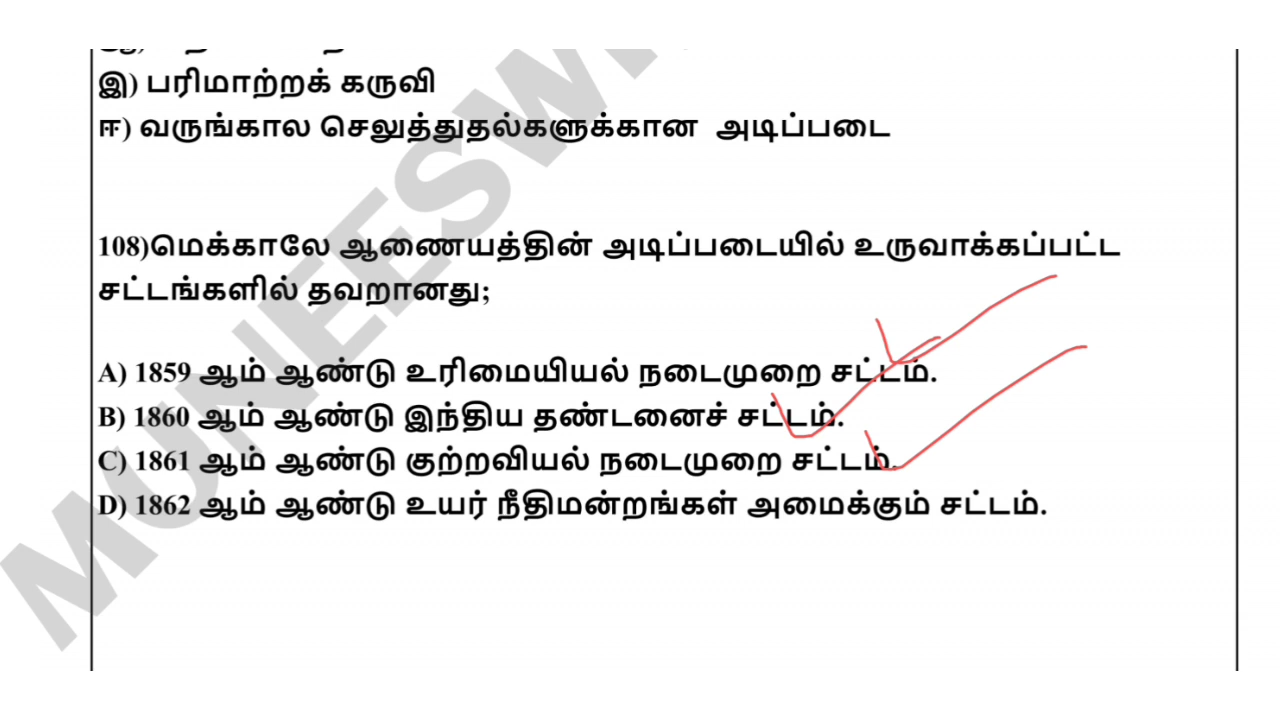 இ) பரிமாற்றக் கருவி
ஈ) வருங்கால செலுத்துதல்களுக்கான அடிப்படை
108)மெக்காலே ஆணையத்தின் அடிப்படையில் உருவாக்கப்பட்ட
சட்டங்களில் தவறானது;
A) 1859 ஆம் ஆண்டு உரிமையியல் நடைமுறை சட்டம்.
B) 1860 ஆம் ஆண்டு இந்திய தண்டனைச் சட்டம்.
C) 1861 ஆம் ஆண்டு குற்றவியல் நடைமுறை சட்டம்.
D) 1862 ஆம் ஆண்டு உயர் நீதிமன்றங்கள் அமைக்கும் சட்டம்.
MUNEESW